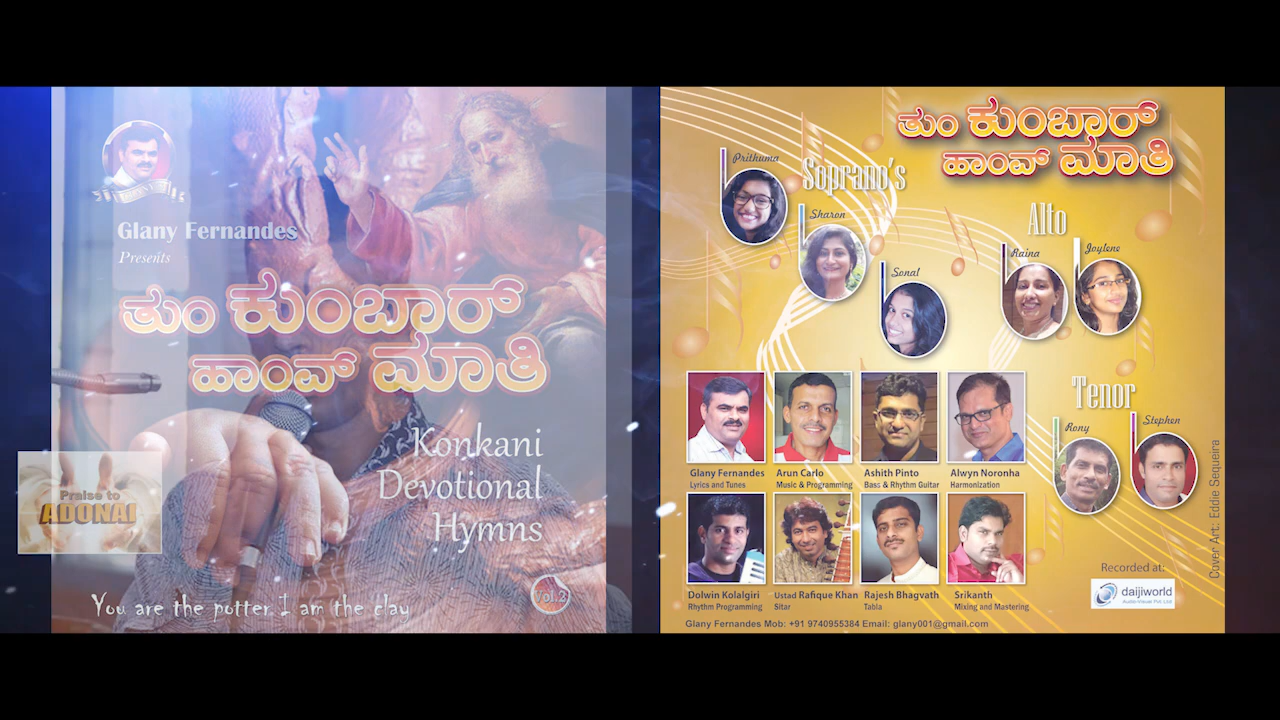 Glany Fernandes
Presents
ತುಂ ಕುಂಬಾರ್
ಹಾಂವ್ ಮಾತಿ
Konkani
Devotional
Hymns
Praise to
ADONAI
You are the potter I am the clay
Vol.2
ತುಂ ಕುಂಬಾರ್
ಹಾಂವ್ ಮಾತಿ
Soprano's
Prithuma
Sharon
Sonal
Alto
Raina
Joylene
Tenor
Rony
Stephen
Glany Fernandes
Lyrics and Tunes
Arun Carlo
Music & Programming
Ashith Pinto
Bass & Rhythm Guitar
Alwyn Noronha
Harmonization
Dolwin Kolalgiri
Rhythm Programming
Ustad Rafique Khan
Sitar
Rajesh Bhagvath
Tabla
Srikanth
Mixing and Mastering
Recorded at:
daijiworld
Audio-Visual Pvt Ltd
Cover Art: Eddie Sequeira
Glany Fernandes Mob: +91 9740955384 Email: glany001@gmail.com